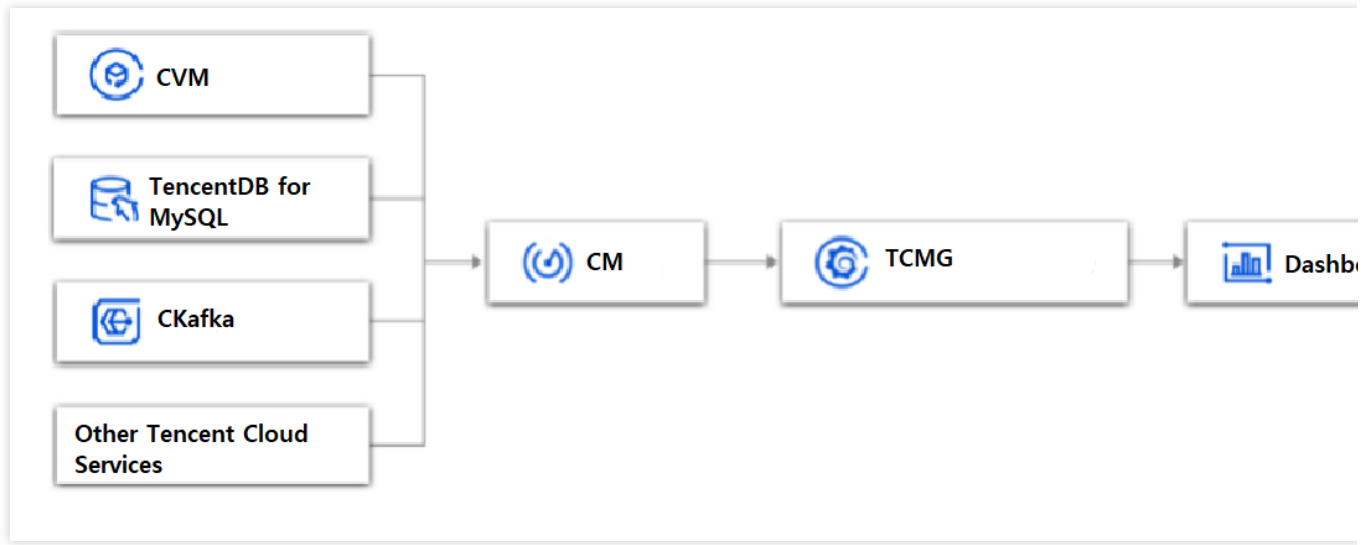 CVM
TencentDB for
MySQL
CKafka
Other Tencent Cloud
Services
CM
TCMG